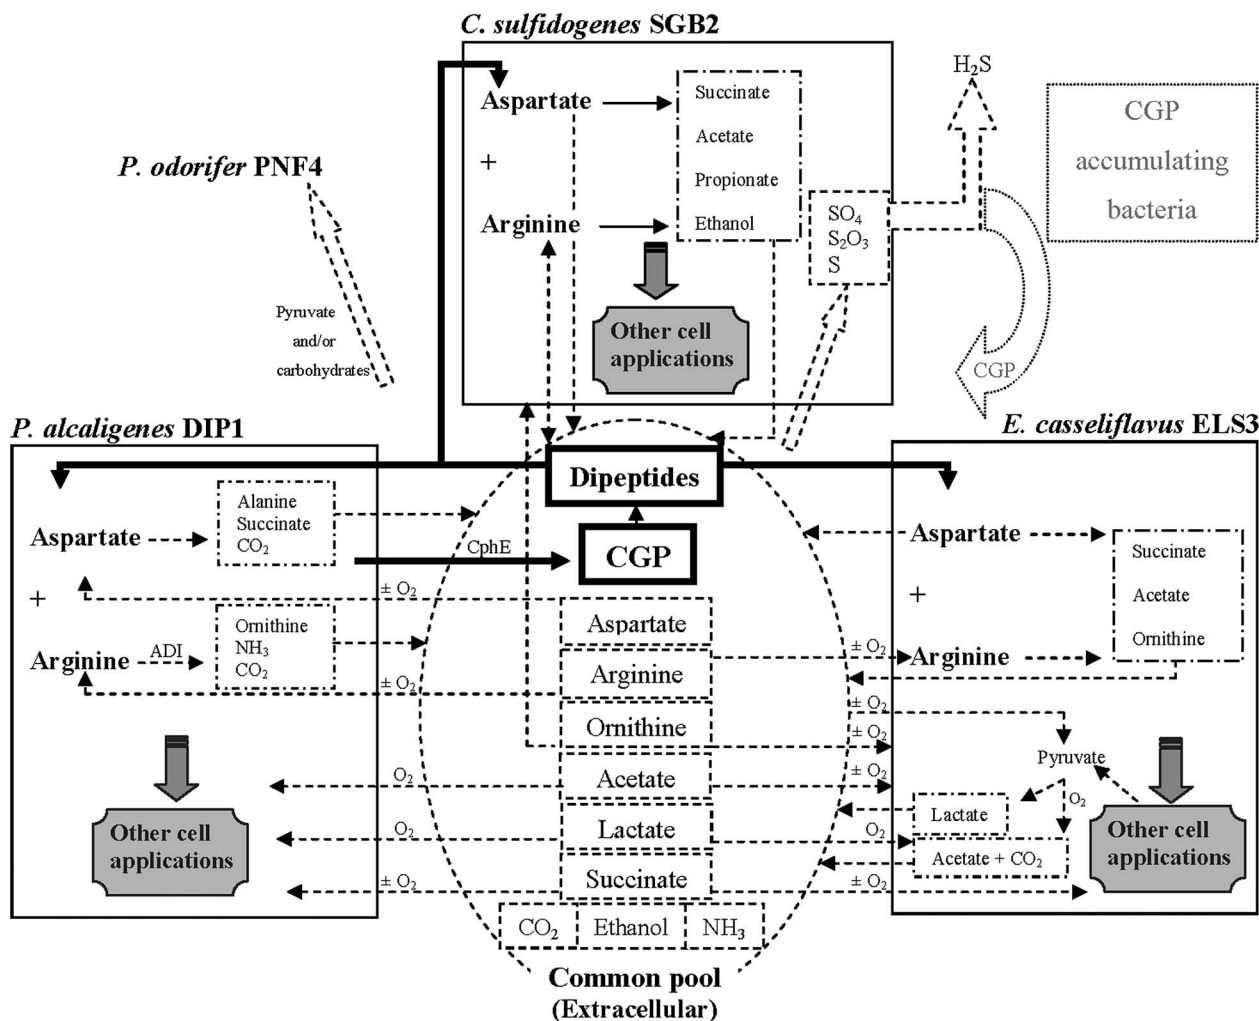 C. sulfidogenes SGB2
H₂S
CGP
accumulating
bacteria
Aspartate
+
Arginine
Succinate
Acetate
Propionate
Ethanol
SO₄
S₂O₃
S
Other cell
applications
CGP
P. odorifer PNF4
Pyruvate
and/or
carbohydrates
P. alcaligenes DIP1
Aspartate
+
Arginine
ADI
Alanine
Succinate
CO₂
Ornithine
NH₃
CO₂
Other cell
applications
CphE
± O₂
± O₂
O₂
O₂
± O₂
Dipeptides
CGP
Aspartate
Arginine
Ornithine
Acetate
Lactate
Succinate
CO₂ Ethanol NH₃
Common pool
(Extracellular)
± O₂
± O₂
± O₂
± O₂
O₂
± O₂
E. casseliflavus ELS3
Aspartate
+
Arginine
Succinate
Acetate
Ornithine
Pyruvate
O₂
Lactate
Acetate + CO₂
Other cell
applications